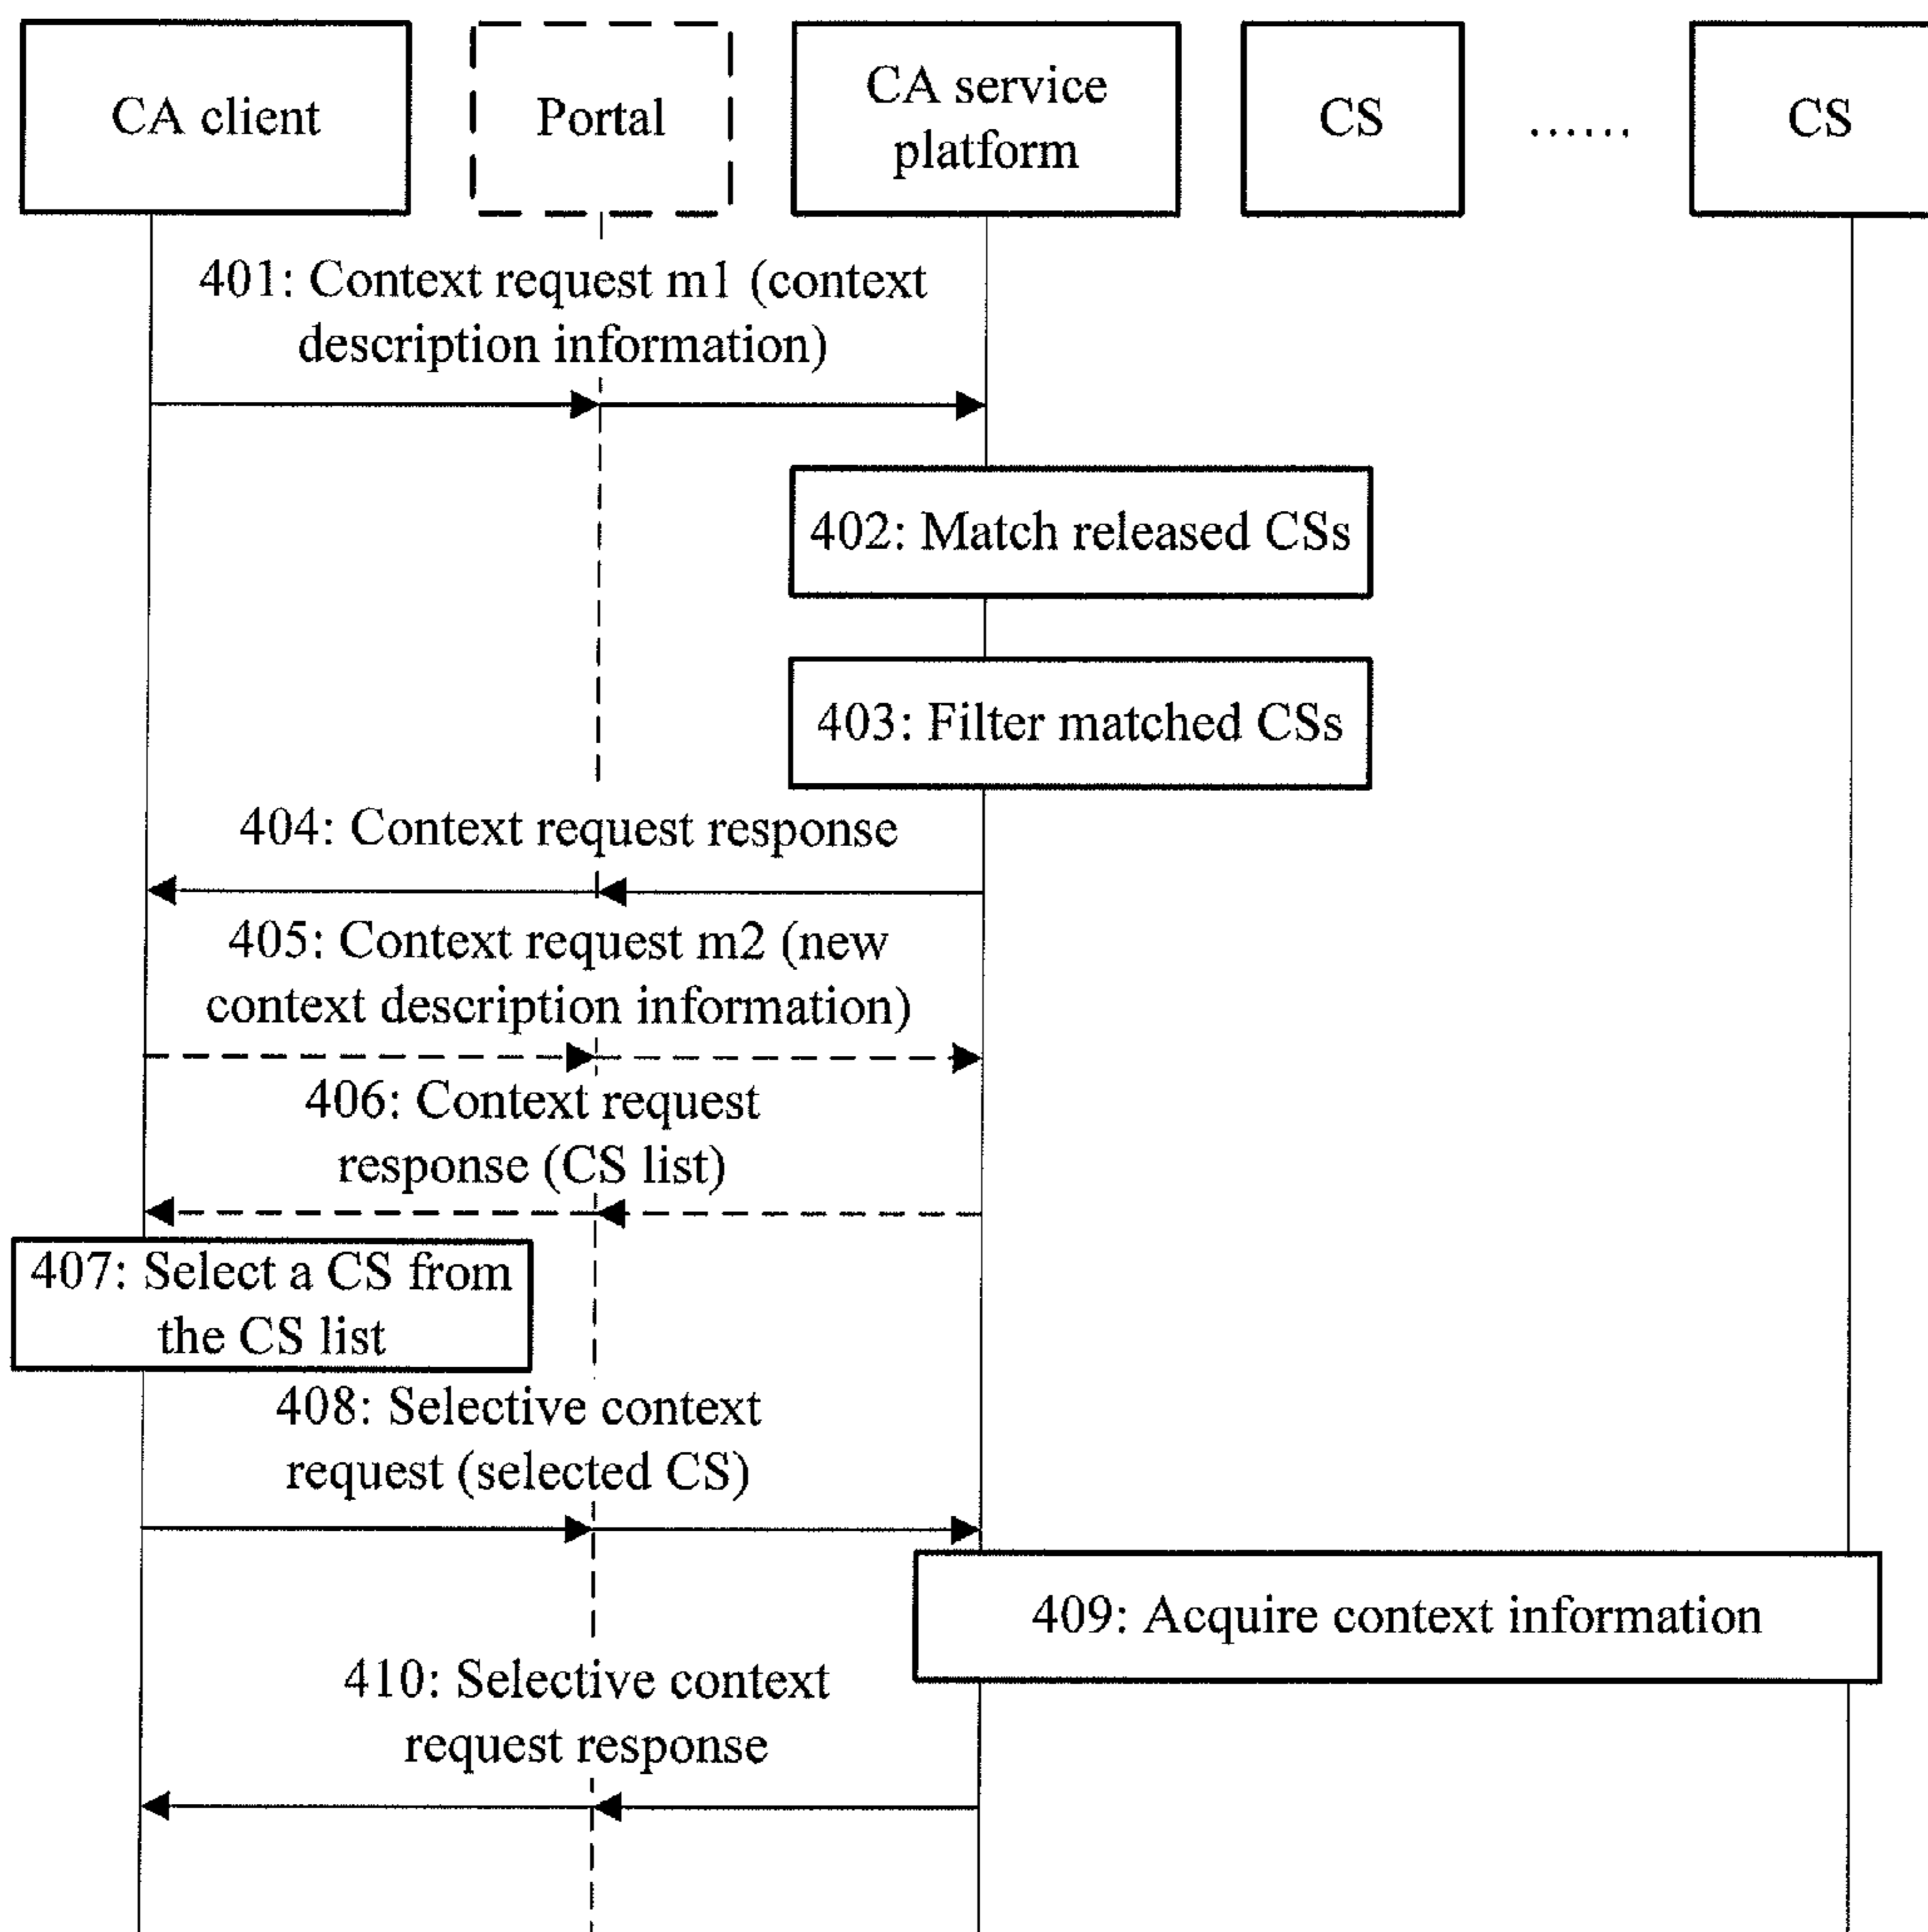 CA client
Portal
CA service
platform
CS
......
CS
401: Context request m1 (context
description information)
402: Match released CSs
403: Filter matched CSs
404: Context request response
405: Context request m2 (new
context description information)
406: Context request
response (CS list)
407: Select a CS from
the CS list
408: Selective context
request (selected CS)
409: Acquire context information
410: Selective context
request response